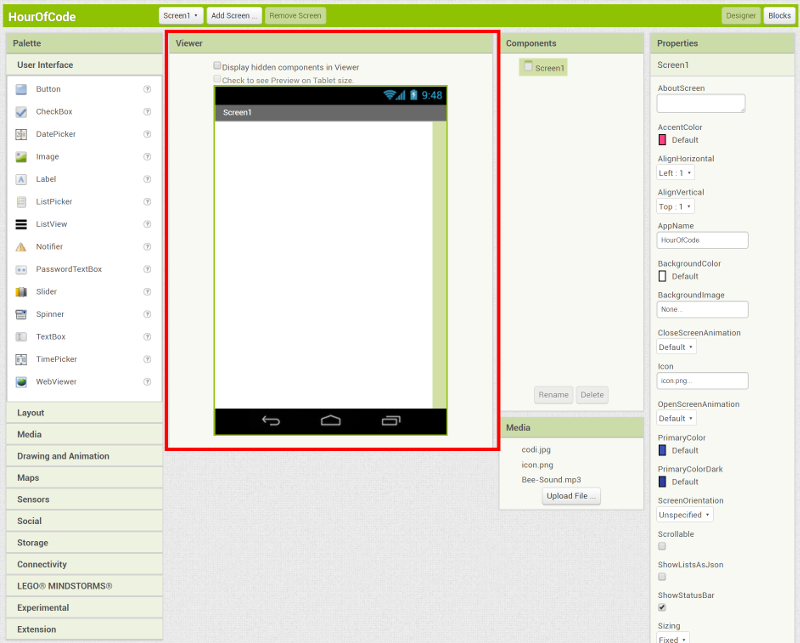 HourOfCode
Screen1 ▾ Add Screen ... Remove Screen Designer Blocks
Palette
User Interface
Button
CheckBox
DatePicker
Image
Label
ListPicker
ListView
Notifier
PasswordTextBox
Slider
Spinner
TextBox
TimePicker
WebViewer
Layout
Media
Drawing and Animation
Maps
Sensors
Social
Storage
Connectivity
LEGO® MINDSTORMS®
Experimental
Extension
Viewer
Display hidden components in Viewer
Check to see Preview on Tablet size.
9:48
Screen1
Components
Screen1
Rename Delete
Media
codi.jpg
icon.png
Bee-Sound.mp3
Upload File ...
Properties
Screen1
AboutScreen
AccentColor
Default
AlignHorizontal
Left : 1 ▾
AlignVertical
Top : 1 ▾
AppName
HourOfCode
BackgroundColor
Default
BackgroundImage
None...
CloseScreenAnimation
Default ▾
Icon
icon.png...
OpenScreenAnimation
Default ▾
PrimaryColor
Default
PrimaryColorDark
Default
ScreenOrientation
Unspecified ▾
Scrollable
ShowListsAsJson
ShowStatusBar
Sizing
Fixed ▾